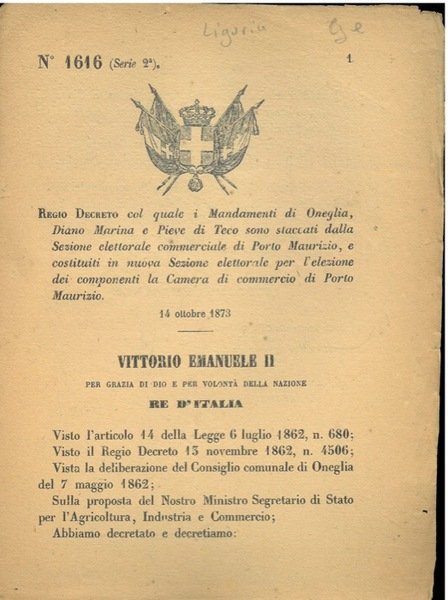 Liguria Ge
N° 1616 (Serie 2ª). 1
REGIO DECRETO col quale i Mandamenti di Oneglia,
Diano Marina e Pieve di Teco sono staccati dalla
Sezione elettorale commerciale di Porto Maurizio, e
costituiti in nuova Sezione elettorale per l'elezione
dei componenti la Camera di commercio di Porto
Maurizio.
14 ottobre 1873
VITTORIO EMANUELE II
PER GRAZIA DI DIO E PER VOLONTÀ DELLA NAZIONE
RE D'ITALIA
Visto l'articolo 14 della Legge 6 luglio 1862, n. 680;
Visto il Regio Decreto 13 novembre 1862, n. 4506;
Vista la deliberazione del Consiglio comunale di Oneglia
del 7 maggio 1862;
Sulla proposta del Nostro Ministro Segretario di Stato
per l'Agricoltura, Industria e Commercio;
Abbiamo decretato e decretiamo: